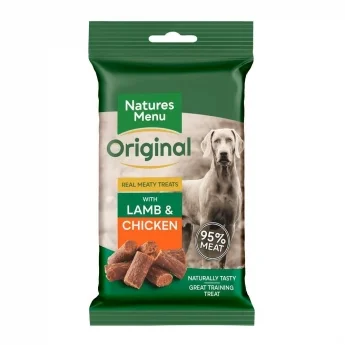 Natures
Menu
Original
REAL MEATY TREATS
WITH
LAMB &
CHICKEN
95%
MEAT
NATURALLY TASTY
GREAT TRAINING
TREAT